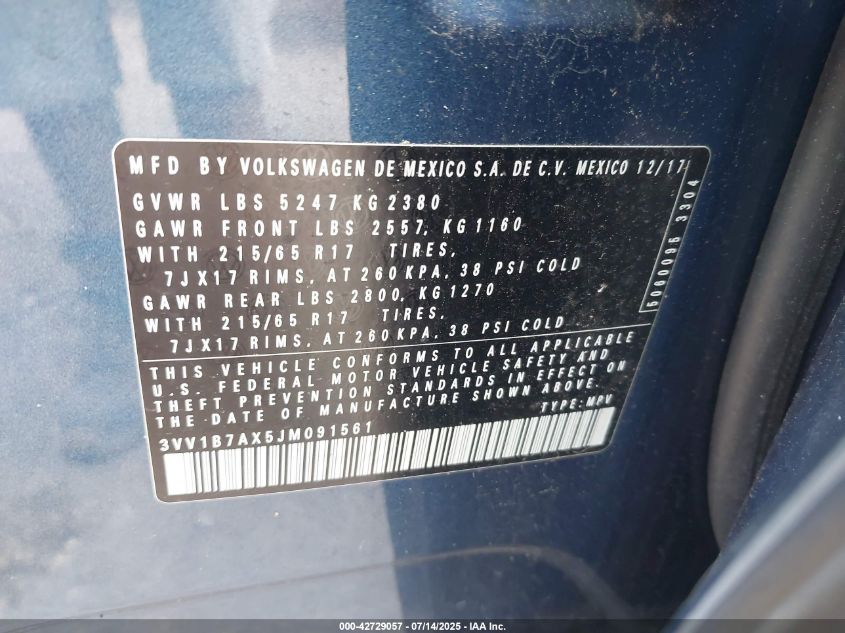 MFD BY VOLKSWAGEN DE MEXICO S.A. DE C.V. MEXICO 12/17
GVWR LBS 5247 KG 2380
GAWR FRONT LBS 2557, KG 1160
WITH 215/65 R17 TIRES,
7JX17 RIMS, AT 260 KPA, 38 PSI COLD
GAWR REAR LBS 2800, KG 1270
WITH 215/65 R17 TIRES,
7JX17 RIMS, AT 260 KPA, 38 PSI COLD
THIS VEHICLE CONFORMS TO ALL APPLICABLE
U.S. FEDERAL MOTOR VEHICLE SAFETY AND
THEFT PREVENTION STANDARDS IN EFFECT ON
THE DATE OF MANUFACTURE SHOWN ABOVE.
3VV1B7AX5JM091561 TYPE: MPV
5060095 3304
000-42729057 - 07/14/2025 - IAA Inc.